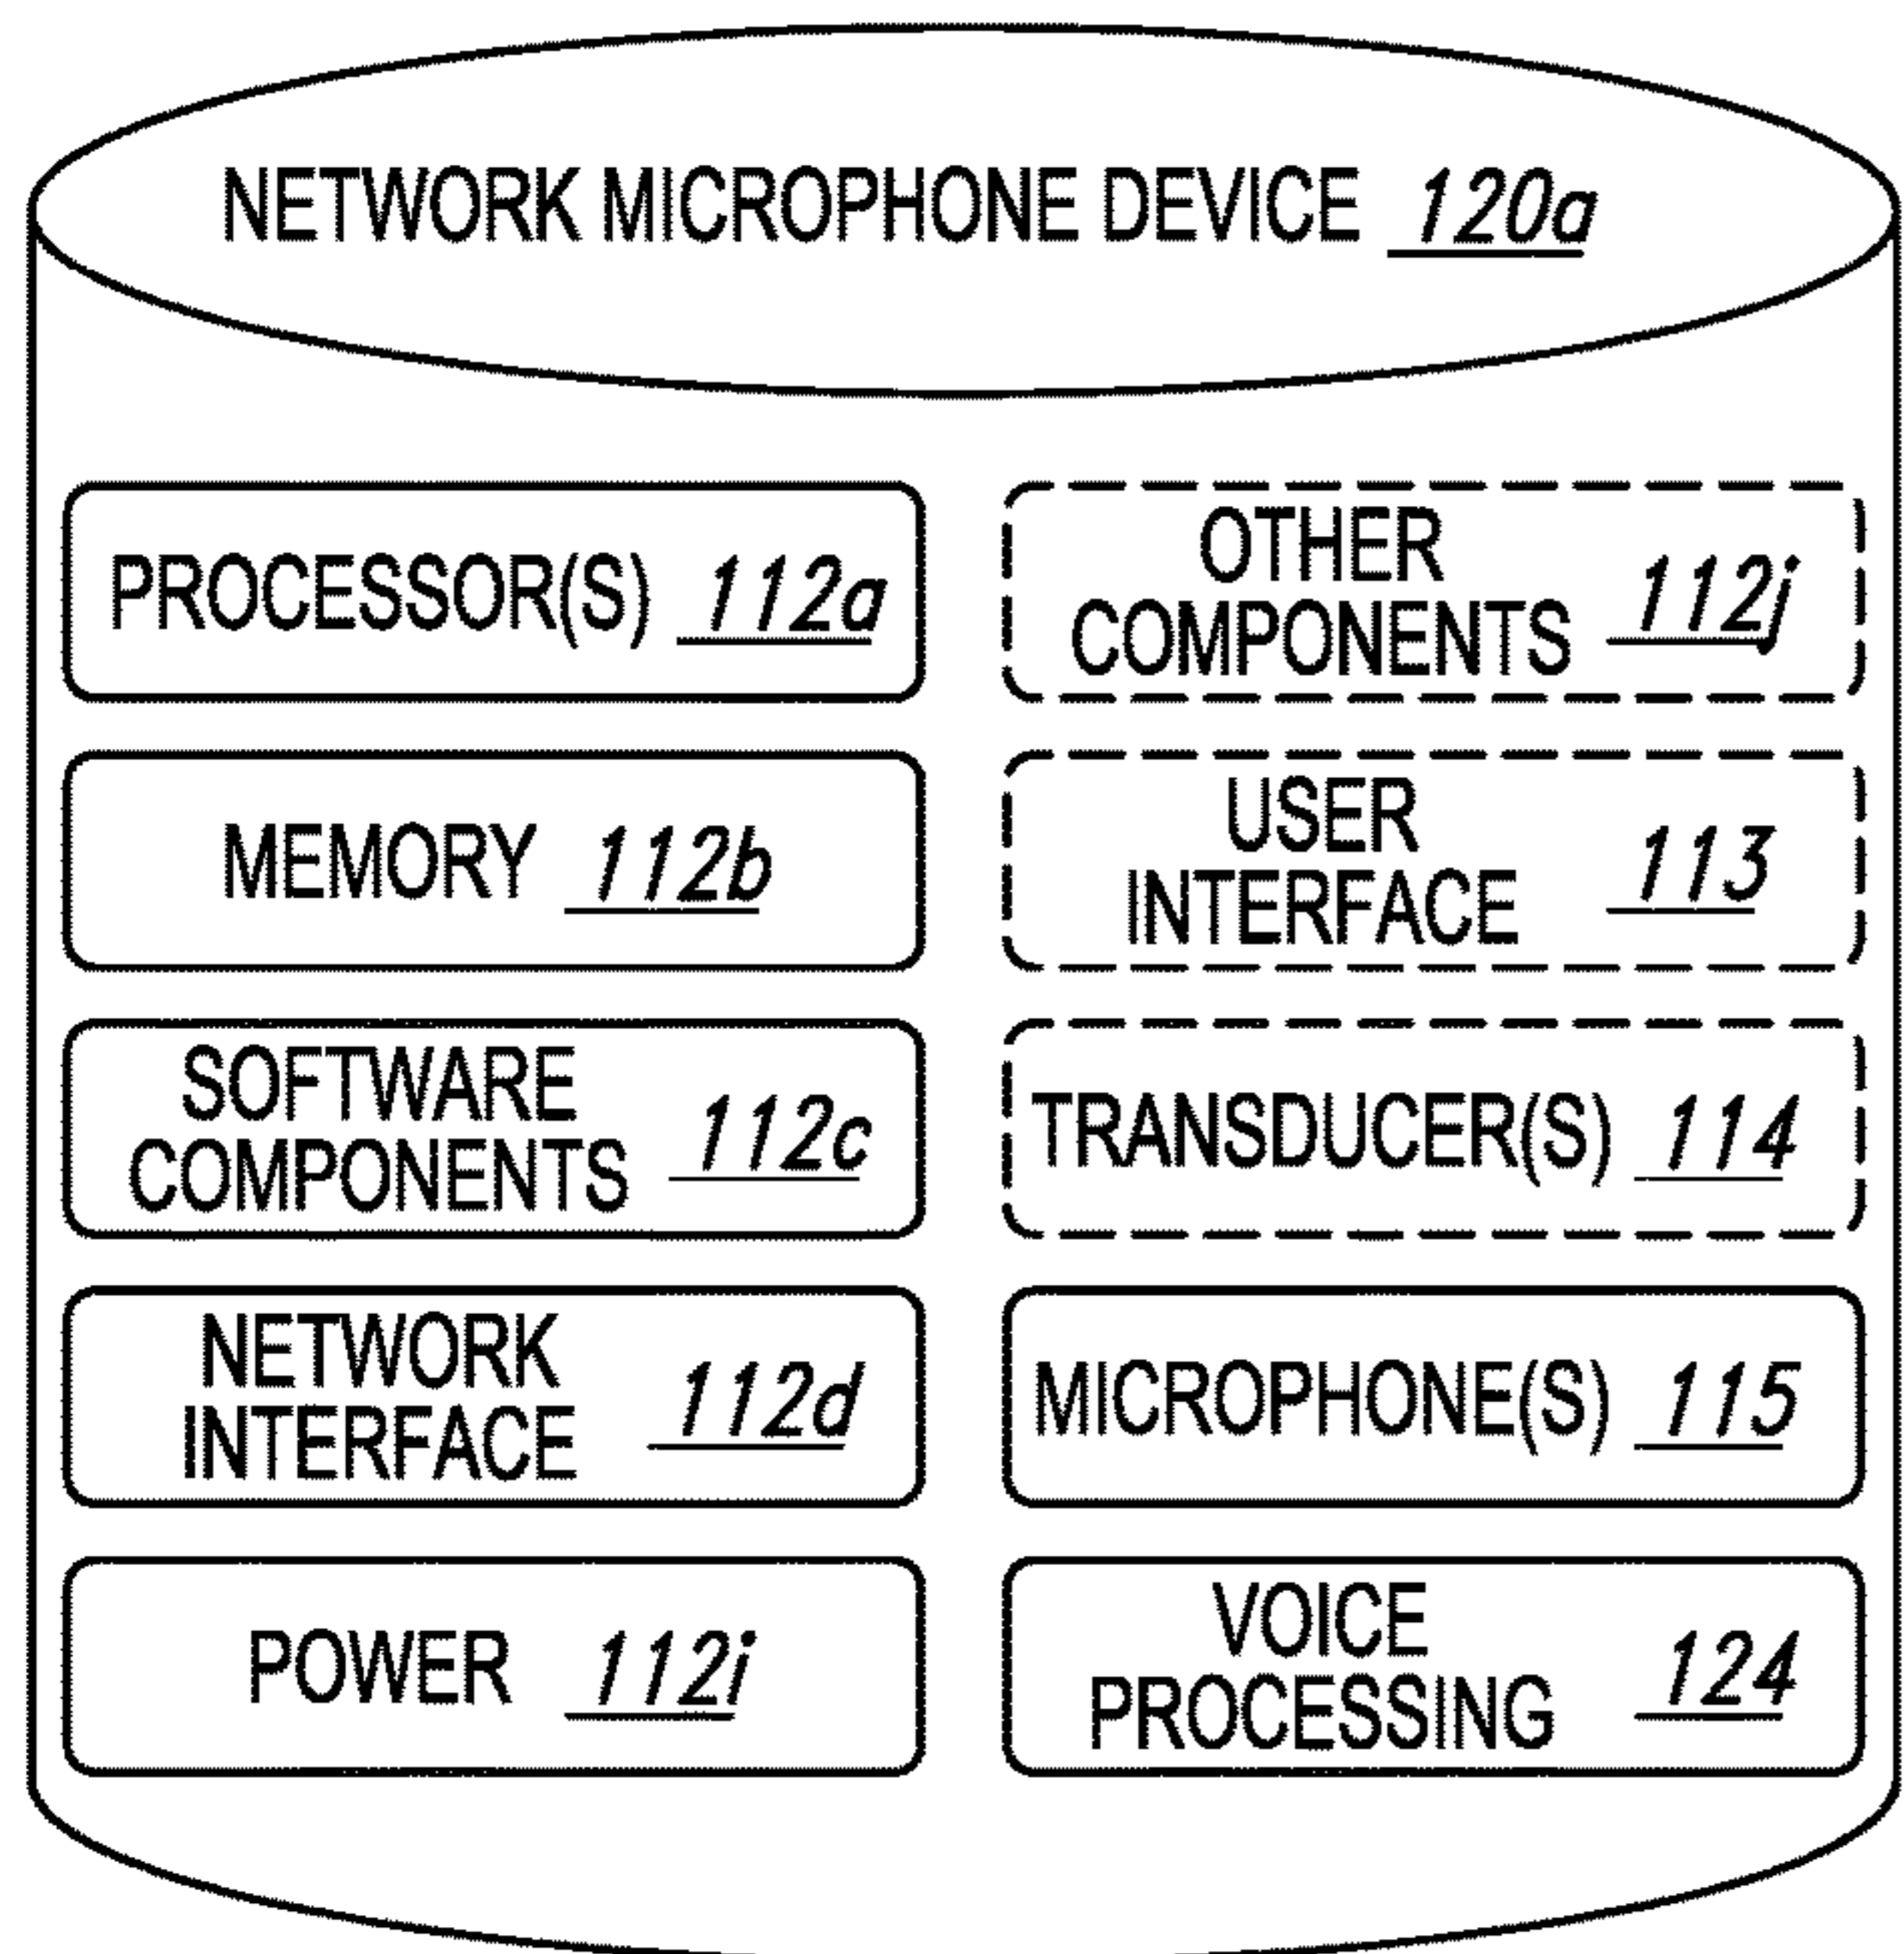 NETWORK MICROPHONE DEVICE 120a
PROCESSOR(S) 112a
MEMORY 112b
SOFTWARE
COMPONENTS 112c
NETWORK
INTERFACE 112d
POWER 112i
OTHER
COMPONENTS 112j
USER
INTERFACE 113
TRANSDUCER(S) 114
MICROPHONE(S) 115
VOICE
PROCESSING 124